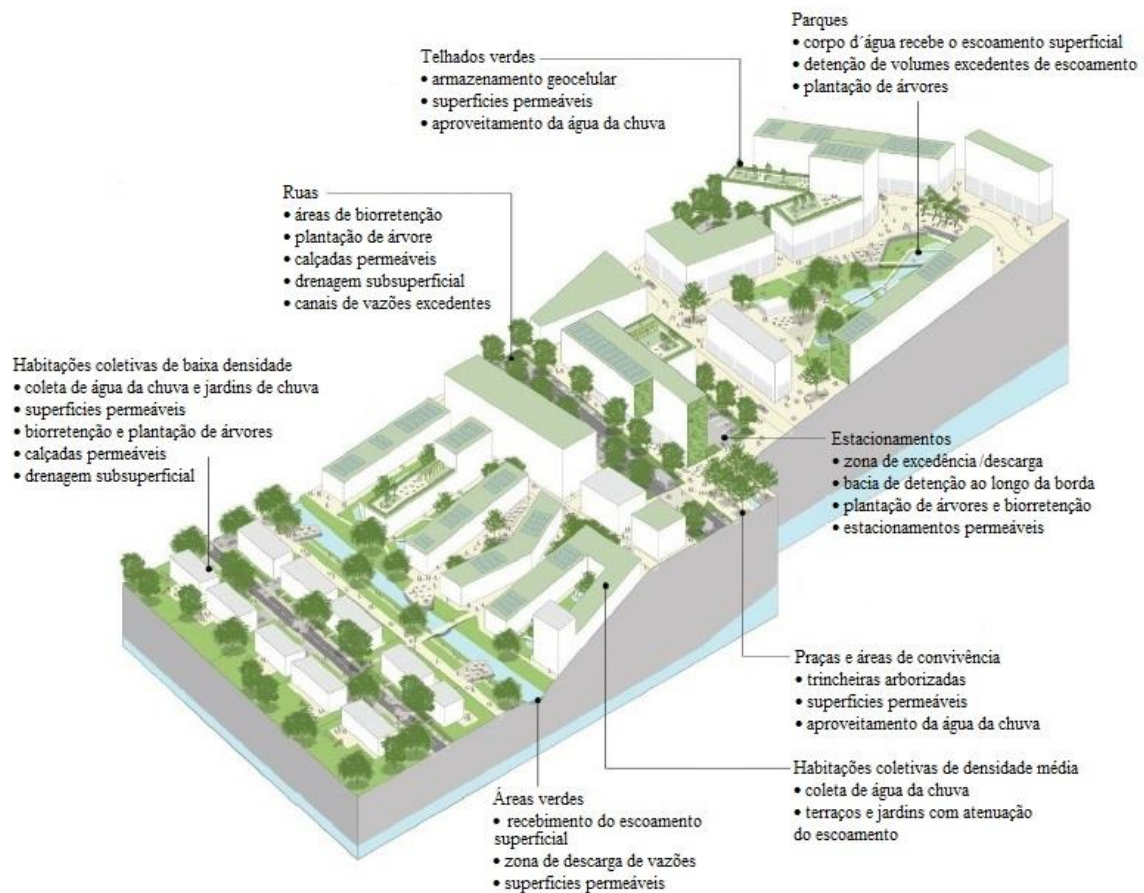 Parques
• corpo d´água recebe o escoamento superficial
• detenção de volumes excedentes de escoamento
• plantação de árvores
Telhados verdes
• armazenamento geocelular
• superfícies permeáveis
• aproveitamento da água da chuva
Ruas
• áreas de biorretenção
• plantação de árvore
• calçadas permeáveis
• drenagem subsuperficial
• canais de vazões excedentes
Habitações coletivas de baixa densidade
• coleta de água da chuva e jardins de chuva
• superfícies permeáveis
• biorretenção e plantação de árvores
• calçadas permeáveis
• drenagem subsuperficial
Estacionamentos
• zona de excedência /descarga
• bacia de detenção ao longo da borda
• plantação de árvores e biorretenção
• estacionamentos permeáveis
Praças e áreas de convivência
• trincheiras arborizadas
• superfícies permeáveis
• aproveitamento da água da chuva
Habitações coletivas de densidade média
• coleta de água da chuva
• terraços e jardins com atenuação
do escoamento
Áreas verdes
• recebimento do escoamento
superficial
• zona de descarga de vazões
• superfícies permeáveis